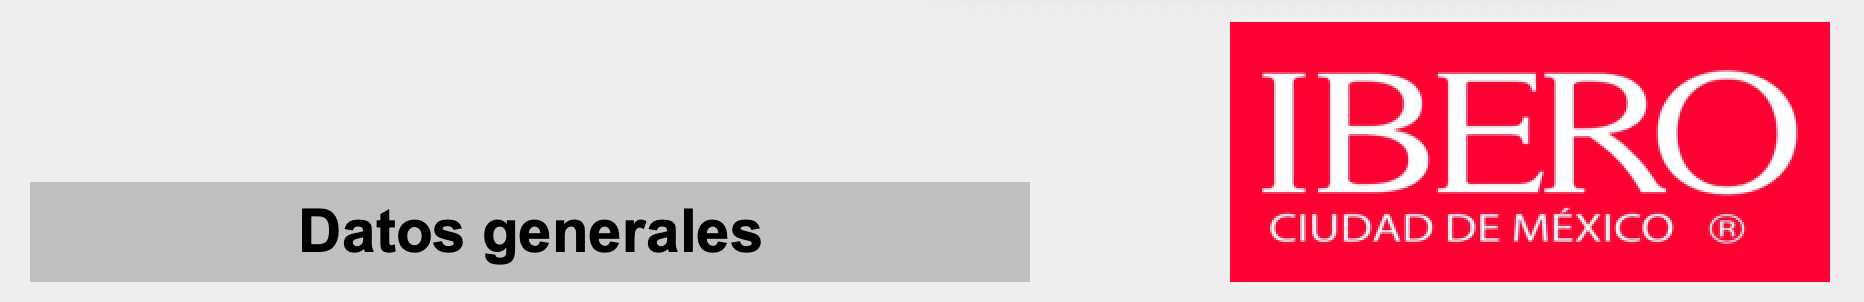 Datos generales
IBERO
CIUDAD DE MÉXICO ®